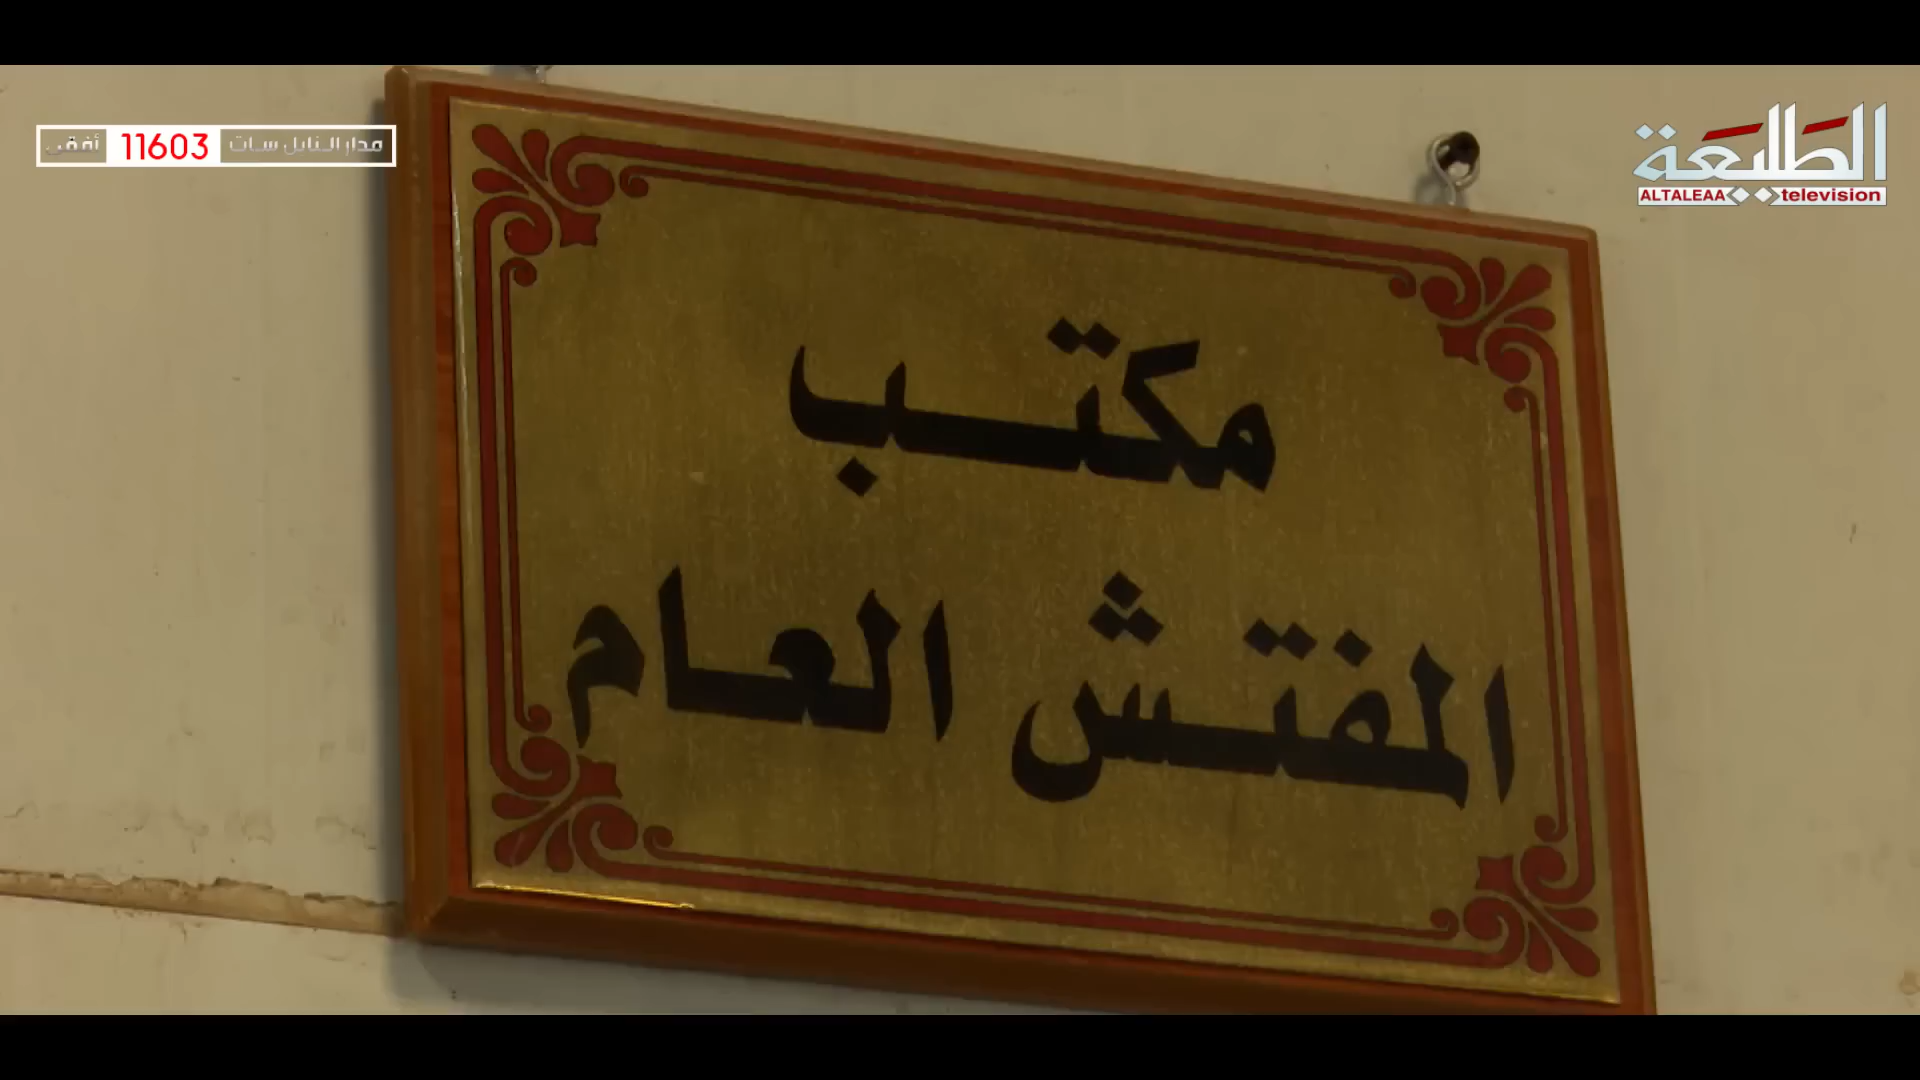 مدار النايل سات 11603 أفقي
الطليعة
ALTALEAA television
مكتب
المفتش العام